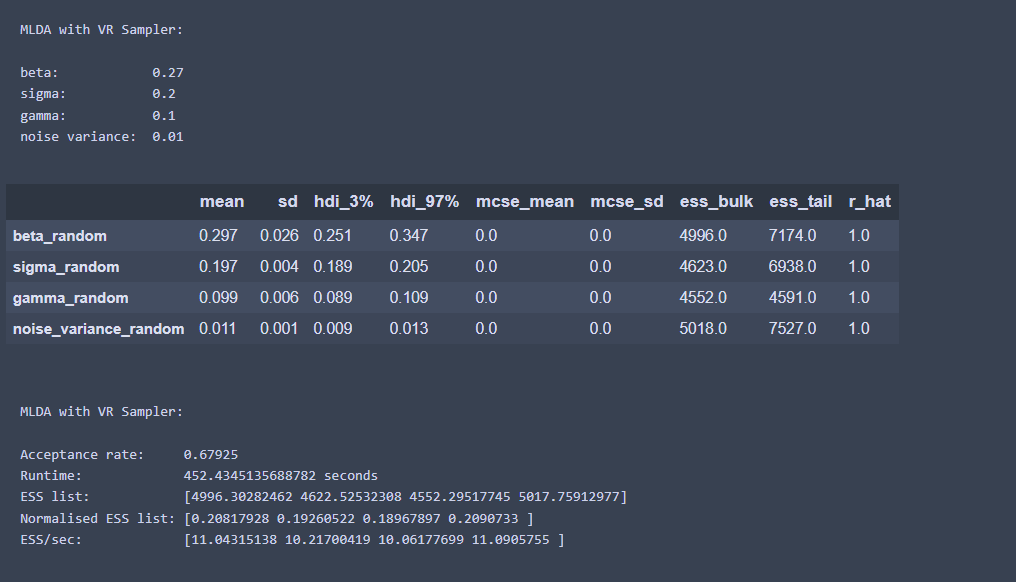 MLDA with VR Sampler:
beta: 0.27
sigma: 0.2
gamma: 0.1
noise variance: 0.01
mean sd hdi_3% hdi_97% mcse_mean mcse_sd ess_bulk ess_tail r_hat
beta_random 0.297 0.026 0.251 0.347 0.0 0.0 4996.0 7174.0 1.0
sigma_random 0.197 0.004 0.189 0.205 0.0 0.0 4623.0 6938.0 1.0
gamma_random 0.099 0.006 0.089 0.109 0.0 0.0 4552.0 4591.0 1.0
noise_variance_random 0.011 0.001 0.009 0.013 0.0 0.0 5018.0 7527.0 1.0
MLDA with VR Sampler:
Acceptance rate: 0.67925
Runtime: 452.4345135688782 seconds
ESS list: [4996.30282462 4622.52532308 4552.29517745 5017.75912977]
Normalised ESS list: [0.20817928 0.19260522 0.18967897 0.2090733 ]
ESS/sec: [11.04315138 10.21700419 10.06177699 11.0905755 ]